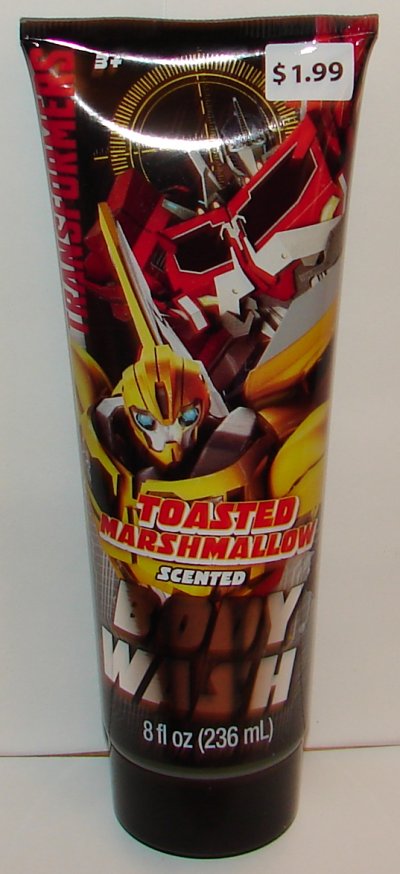 3+
$1.99
TRANSFORMERS
TOASTED
MARSHMALLOW
SCENTED
BODY
WASH
8 fl oz (236 mL)